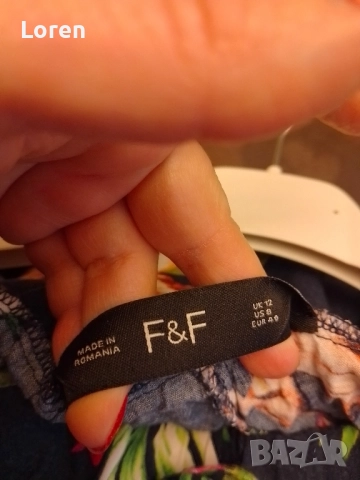 Loren
MADE IN
ROMANIA
F&F
UK 12
US 8
EUR 40
BAZAR